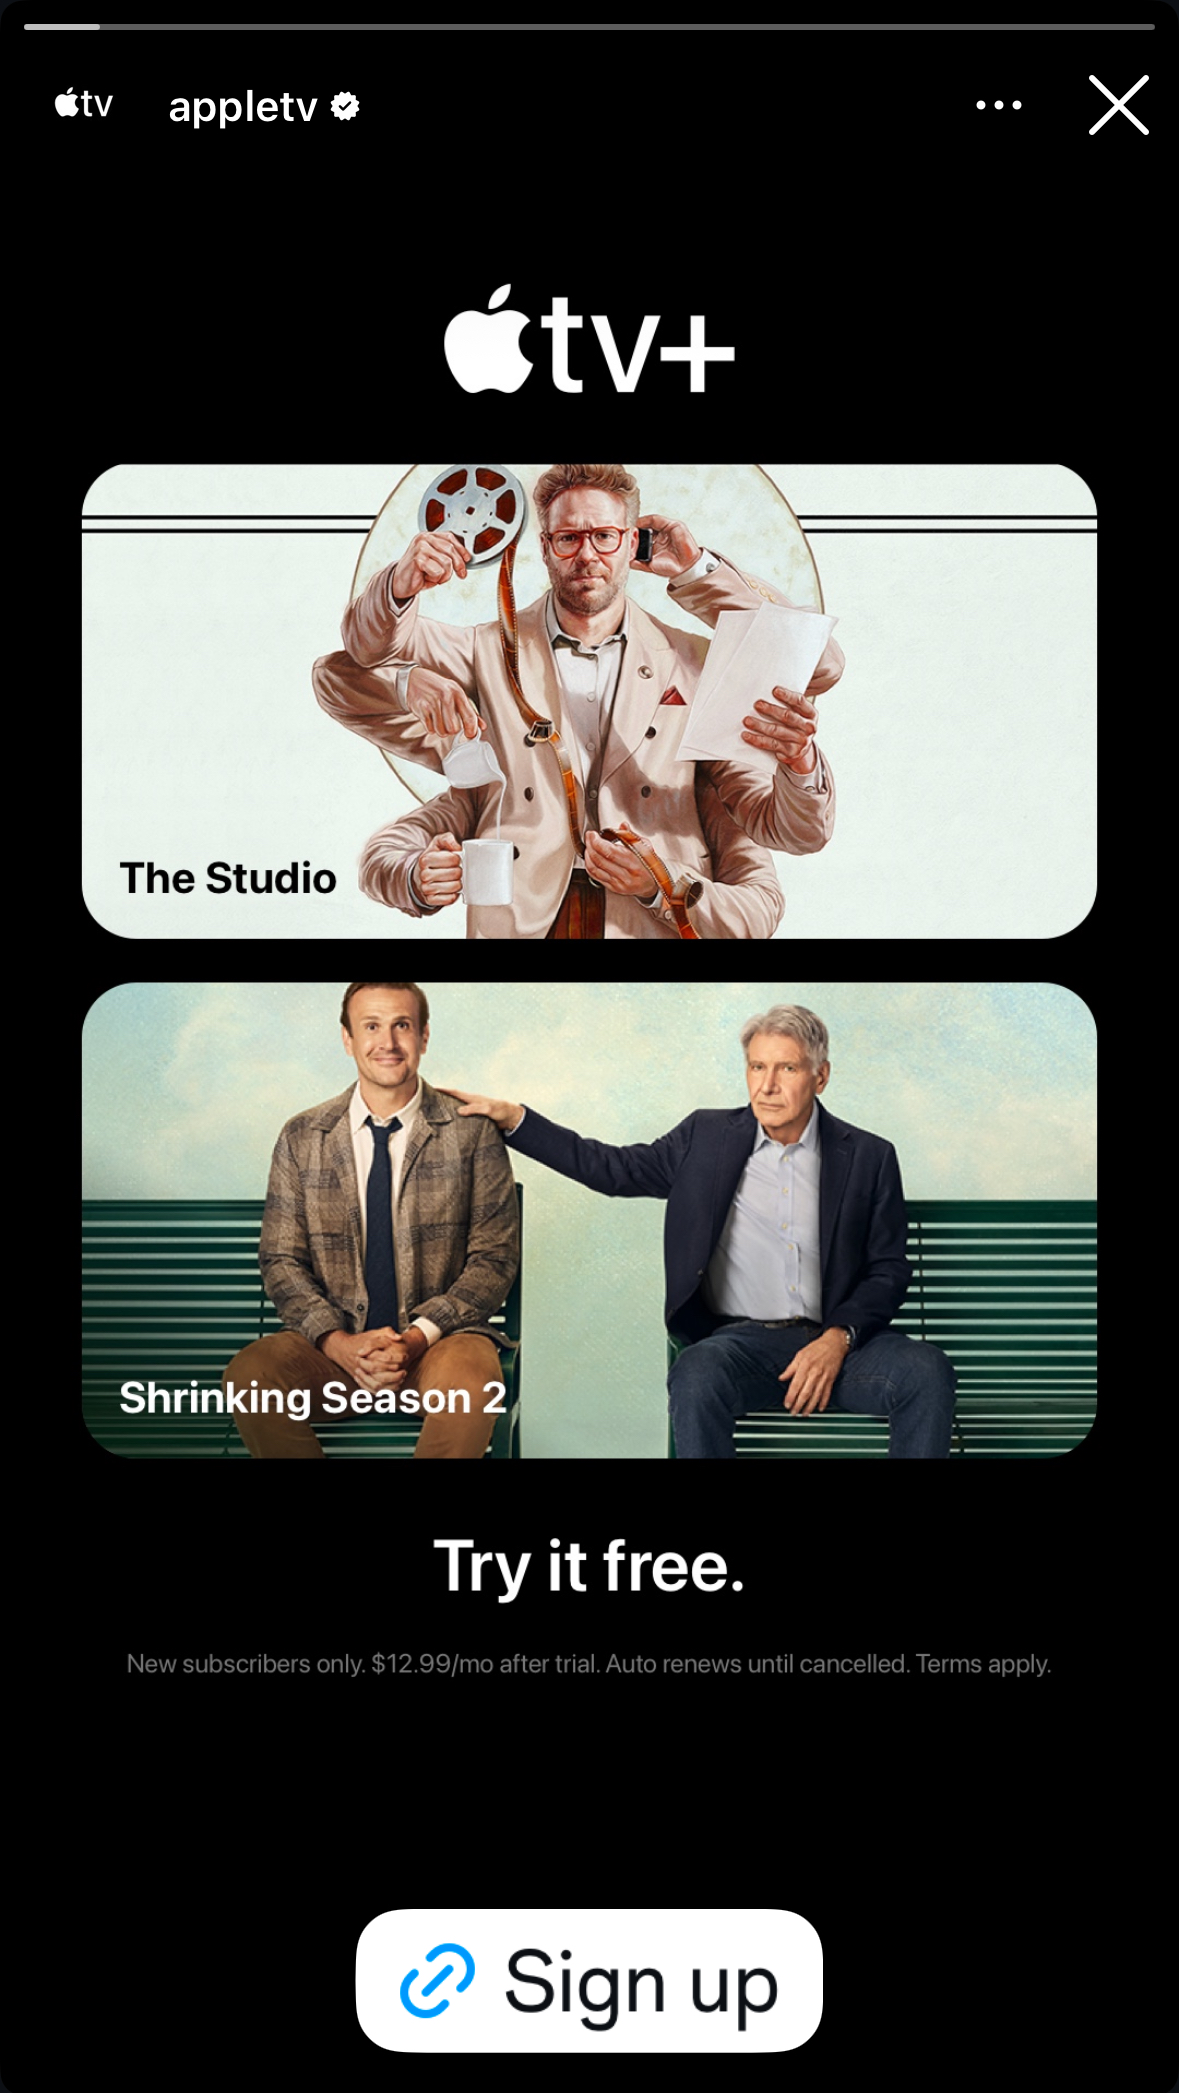 tv appletv
tv+
The Studio
Shrinking Season 2
Try it free.
New subscribers only. $12.99/mo after trial. Auto renews until cancelled. Terms apply.
Sign up